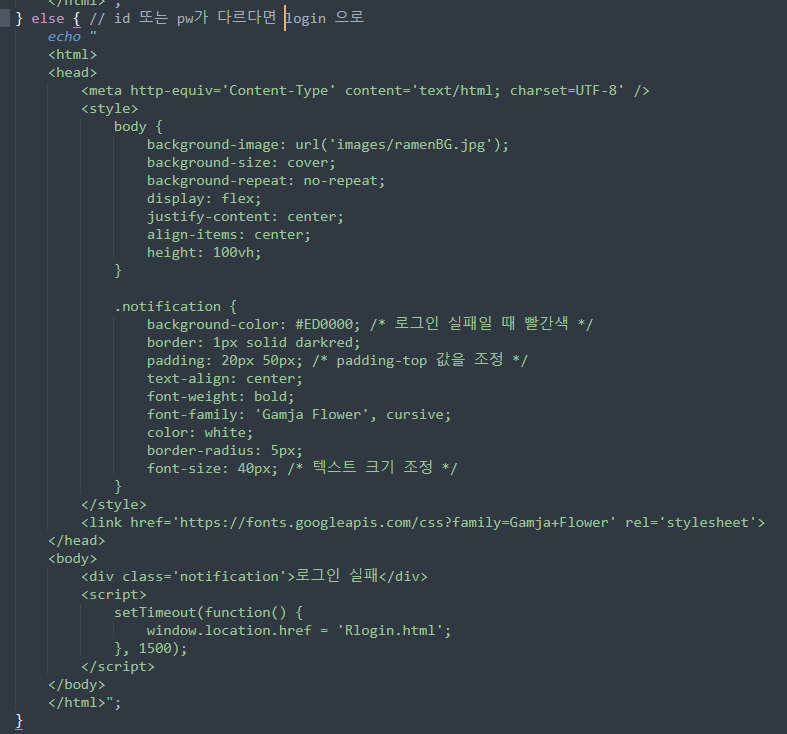 </html>";
} else { // id 또는 pw가 다르다면 login 으로
    echo "
    <html>
    <head>
        <meta http-equiv='Content-Type' content='text/html; charset=UTF-8' />
        <style>
            body {
                background-image: url('images/ramenBG.jpg');
                background-size: cover;
                background-repeat: no-repeat;
                display: flex;
                justify-content: center;
                align-items: center;
                height: 100vh;
            }

            .notification {
                background-color: #ED0000; /* 로그인 실패일 때 빨간색 */
                border: 1px solid darkred;
                padding: 20px 50px; /* padding-top 값을 조정 */
                text-align: center;
                font-weight: bold;
                font-family: 'Gamja Flower', cursive;
                color: white;
                border-radius: 5px;
                font-size: 40px; /* 텍스트 크기 조정 */
            }
        </style>
        <link href='https://fonts.googleapis.com/css?family=Gamja+Flower' rel='stylesheet'>
    </head>
    <body>
        <div class='notification'>로그인 실패</div>
        <script>
            setTimeout(function() {
                window.location.href = 'Rlogin.html';
            }, 1500);
        </script>
    </body>
    </html>";
}